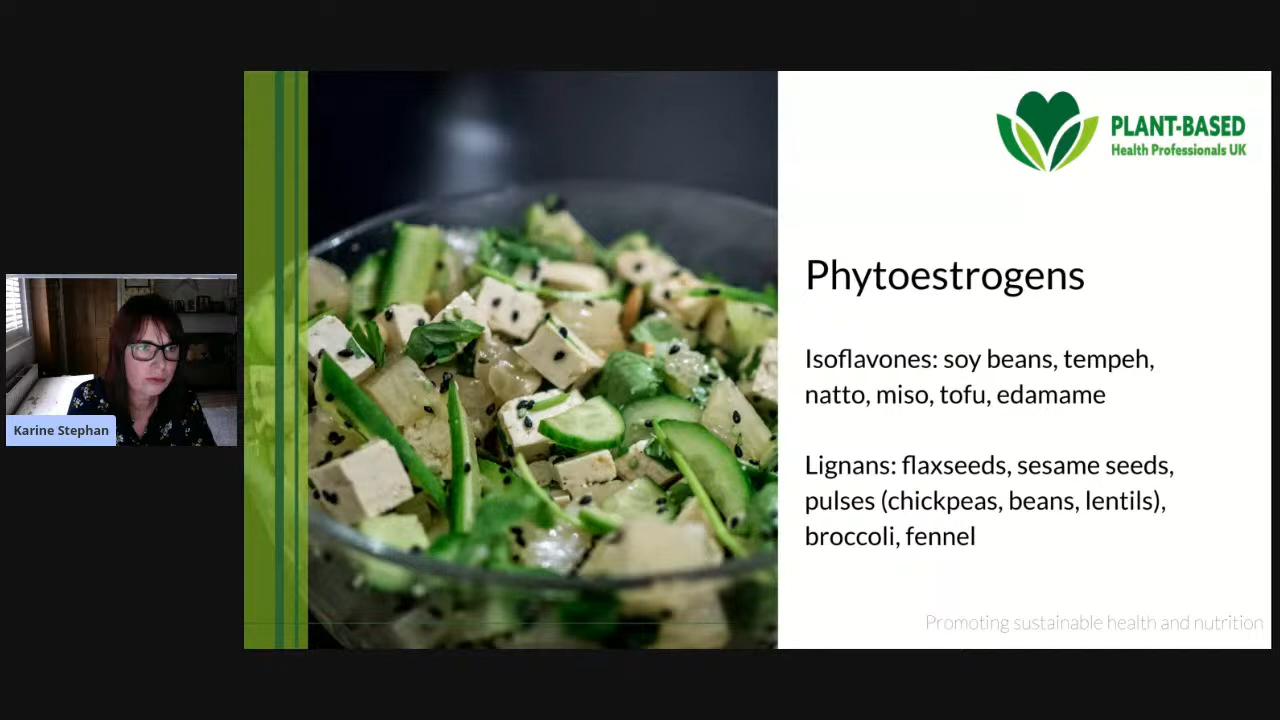 PLANT-BASED
Health Professionals UK
Phytoestrogens
Isoflavones: soy beans, tempeh,
natto, miso, tofu, edamame
Lignans: flaxseeds, sesame seeds,
pulses (chickpeas, beans, lentils),
broccoli, fennel
Promoting sustainable health and nutrition
Karine Stephan